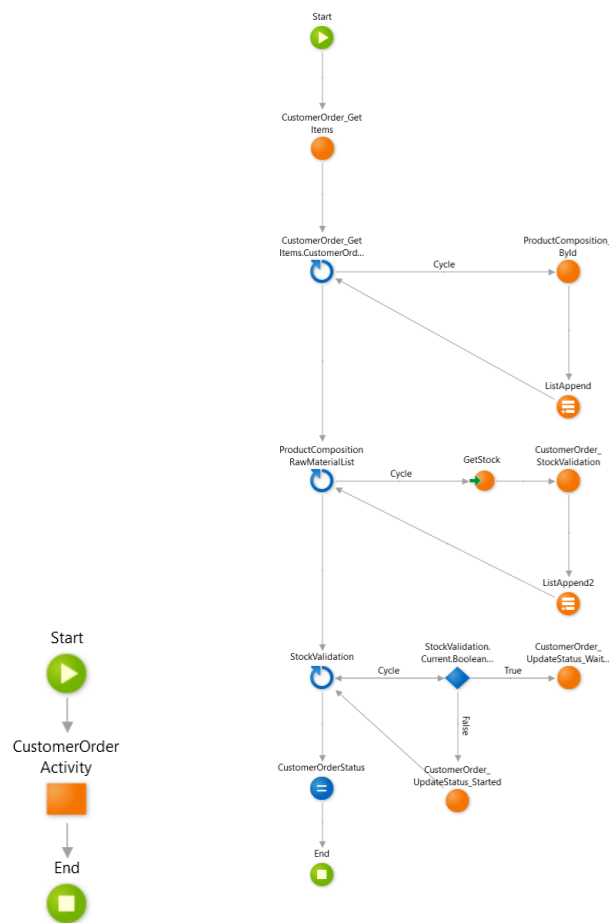 Start
CustomerOrder_Get
Items
CustomerOrder_Get
Items.CustomerOrd...
Cycle
ProductComposition_
ById
ListAppend
ProductComposition
RawMaterialList
Cycle
GetStock
CustomerOrder_
StockValidation
ListAppend2
StockValidation
Cycle
StockValidation.
Current.Boolean...
True
CustomerOrder_
UpdateStatus_Wait...
False
CustomerOrderStatus
CustomerOrder_
UpdateStatus_Started
End
Start
CustomerOrder
Activity
End